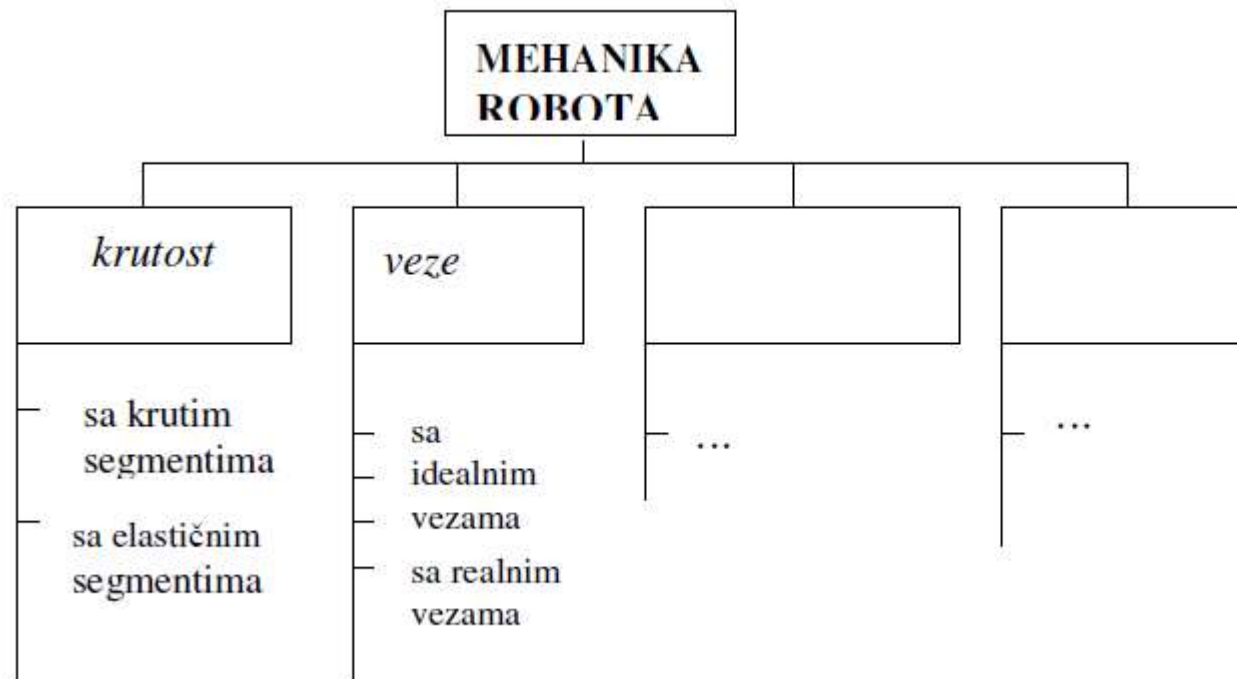 MEHANIKA
ROBOTA
krutost
veze
sa krutim
segmentima
sa elastičnim
segmentima
sa
idealnim
vezama
sa realnim
vezama
...
...